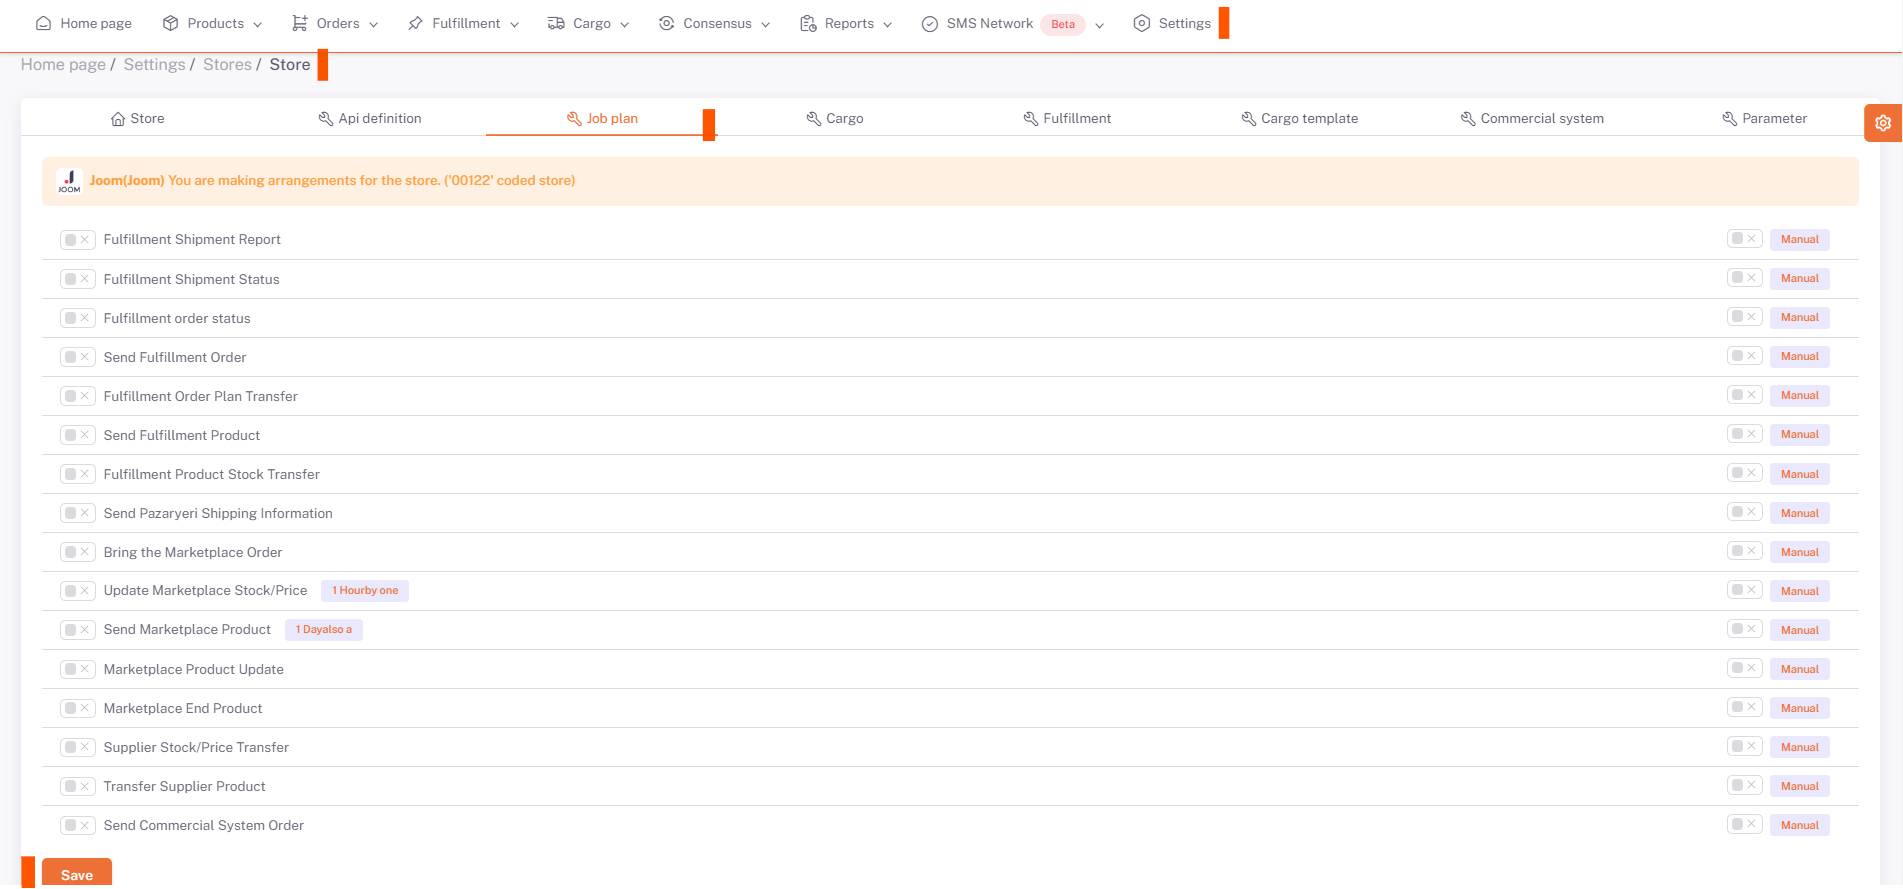 Home page Products Orders Fulfillment Cargo Consensus Reports SMS Network Beta Settings
Home page / Settings / Stores / Store
Store Api definition Job plan Cargo Fulfillment Cargo template Commercial system Parameter
JOOM Joom(Joom) You are making arrangements for the store. ('00122' coded store)
Fulfillment Shipment Report Manual
Fulfillment Shipment Status Manual
Fulfillment order status Manual
Send Fulfillment Order Manual
Fulfillment Order Plan Transfer Manual
Send Fulfillment Product Manual
Fulfillment Product Stock Transfer Manual
Send Pazaryeri Shipping Information Manual
Bring the Marketplace Order Manual
Update Marketplace Stock/Price 1 Hourby one Manual
Send Marketplace Product 1 Dayalso a Manual
Marketplace Product Update Manual
Marketplace End Product Manual
Supplier Stock/Price Transfer Manual
Transfer Supplier Product Manual
Send Commercial System Order Manual
Save